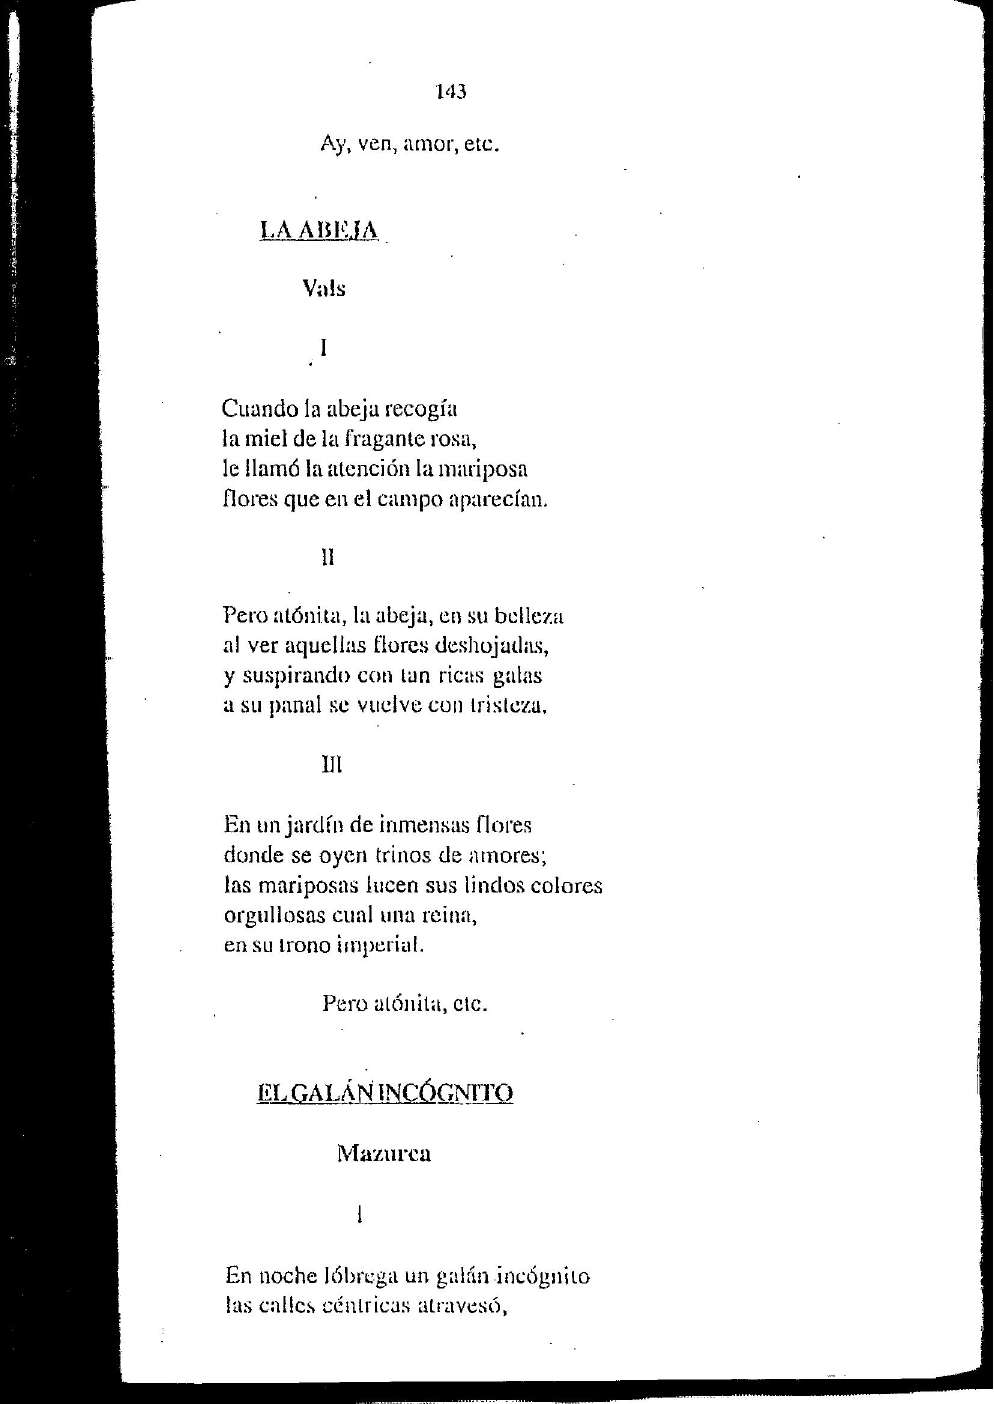 143
Ay, ven, amor, etc.
LA ABEJA
Vals
I
Cuando la abeja recogía
la miel de la fragante rosa,
le llamó la atención la mariposa
flores que en el campo aparecían.
II
Pero atónita, la abeja, en su belleza
al ver aquellas flores deshojadas,
y suspirando con tan ricas galas
a su panal se vuelve con tristeza.
III
En un jardín de inmensas flores
donde se oyen trinos de amores;
las mariposas lucen sus lindos colores
orgullosas cual una reina,
en su trono imperial.
Pero atónita, etc.
EL GALÁN INCÓGNITO
Mazurca
I
En noche lóbrega un galán incógnito
las calles céntricas atravesó,